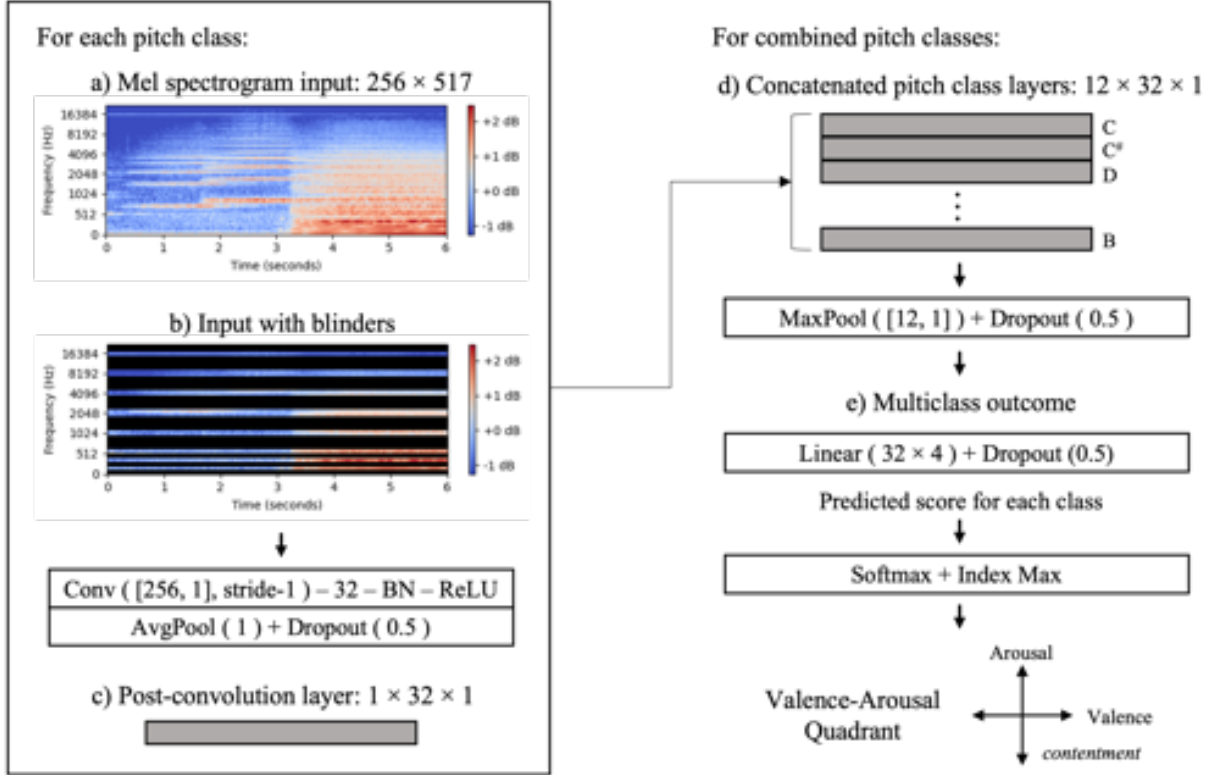 For each pitch class:
a) Mel spectrogram input: 256 × 517
16384
8192
4096
2048
1024
512
0
Frequency (Hz)
0 1 2 3 4 5 6
Time (seconds)
+2 dB
+1 dB
+0 dB
-1 dB
b) Input with blinders
16384
8192
4096
2048
1024
512
0
Frequency (Hz)
0 1 2 3 4 5 6
Time (seconds)
+2 dB
+1 dB
+0 dB
-1 dB
Conv ( [256, 1], stride-1 ) – 32 – BN – ReLU
AvgPool ( 1 ) + Dropout ( 0.5 )
c) Post-convolution layer: 1 × 32 × 1
For combined pitch classes:
d) Concatenated pitch class layers: 12 × 32 × 1
C
C#
D
B
MaxPool ( [12, 1] ) + Dropout ( 0.5 )
e) Multiclass outcome
Linear ( 32 × 4 ) + Dropout (0.5)
Predicted score for each class
Softmax + Index Max
Valence-Arousal
Quadrant
Arousal
Valence
contentment